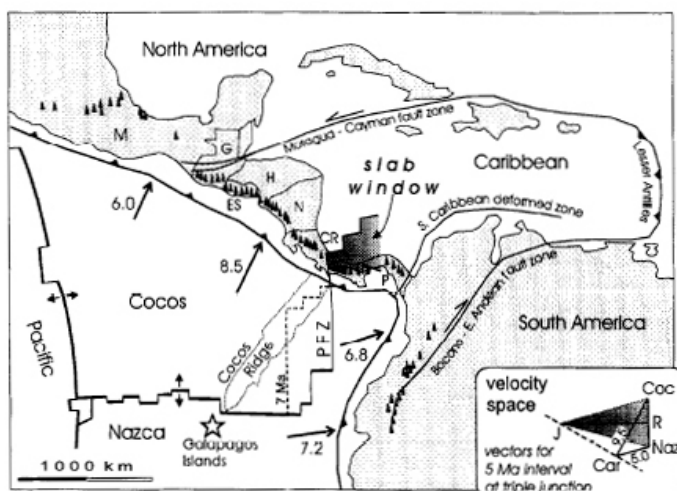 North America
M
G
Motagua - Cayman fault zone
H
slab
window
Caribbean
Lesser Antilles
ES
N
CR
S. Caribbean deformed zone
P
6.0
8.5
Cocos
Pacific
Cocos
Ridge
7 Ma
PFZ
6.8
Bocono - E. Andean fault zone
South America
Nazca
Galapagos
Islands
7.2
1000 km
velocity
space
Coc
R
J
Naz
9.5
5.0
Car
vectors for
5 Ma interval
at triple junction